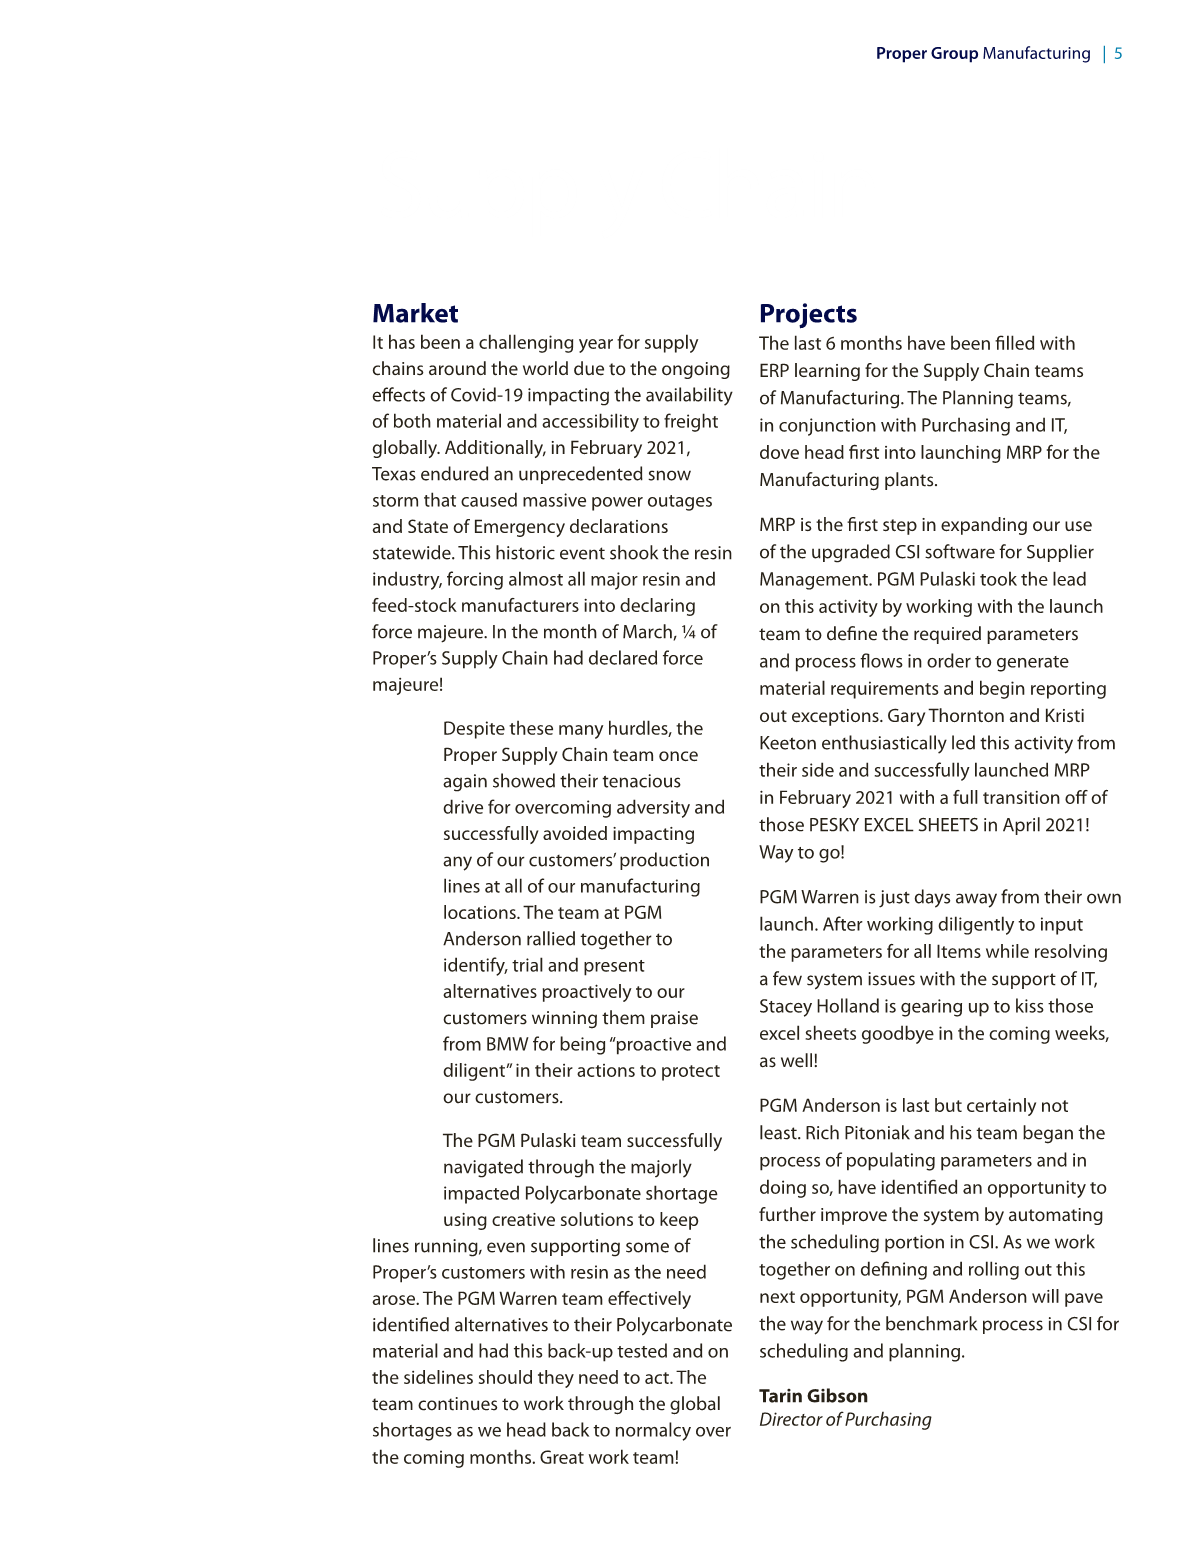 Proper Group Manufacturing | 5
Market
It has been a challenging year for supply
chains around the world due to the ongoing
effects of Covid-19 impacting the availability
of both material and accessibility to freight
globally. Additionally, in February 2021,
Texas endured an unprecedented snow
storm that caused massive power outages
and State of Emergency declarations
statewide. This historic event shook the resin
industry, forcing almost all major resin and
feed-stock manufacturers into declaring
force majeure. In the month of March, ¼ of
Proper’s Supply Chain had declared force
majeure!
Despite these many hurdles, the
Proper Supply Chain team once
again showed their tenacious
drive for overcoming adversity and
successfully avoided impacting
any of our customers’ production
lines at all of our manufacturing
locations. The team at PGM
Anderson rallied together to
identify, trial and present
alternatives proactively to our
customers winning them praise
from BMW for being “proactive and
diligent” in their actions to protect
our customers.
The PGM Pulaski team successfully
navigated through the majorly
impacted Polycarbonate shortage
using creative solutions to keep
lines running, even supporting some of
Proper’s customers with resin as the need
arose. The PGM Warren team effectively
identified alternatives to their Polycarbonate
material and had this back-up tested and on
the sidelines should they need to act. The
team continues to work through the global
shortages as we head back to normalcy over
the coming months. Great work team!
Projects
The last 6 months have been filled with
ERP learning for the Supply Chain teams
of Manufacturing. The Planning teams,
in conjunction with Purchasing and IT,
dove head first into launching MRP for the
Manufacturing plants.
MRP is the first step in expanding our use
of the upgraded CSI software for Supplier
Management. PGM Pulaski took the lead
on this activity by working with the launch
team to define the required parameters
and process flows in order to generate
material requirements and begin reporting
out exceptions. Gary Thornton and Kristi
Keeton enthusiastically led this activity from
their side and successfully launched MRP
in February 2021 with a full transition off of
those PESKY EXCEL SHEETS in April 2021!
Way to go!
PGM Warren is just days away from their own
launch. After working diligently to input
the parameters for all Items while resolving
a few system issues with the support of IT,
Stacey Holland is gearing up to kiss those
excel sheets goodbye in the coming weeks,
as well!
PGM Anderson is last but certainly not
least. Rich Pitoniak and his team began the
process of populating parameters and in
doing so, have identified an opportunity to
further improve the system by automating
the scheduling portion in CSI. As we work
together on defining and rolling out this
next opportunity, PGM Anderson will pave
the way for the benchmark process in CSI for
scheduling and planning.
Tarin Gibson
Director of Purchasing